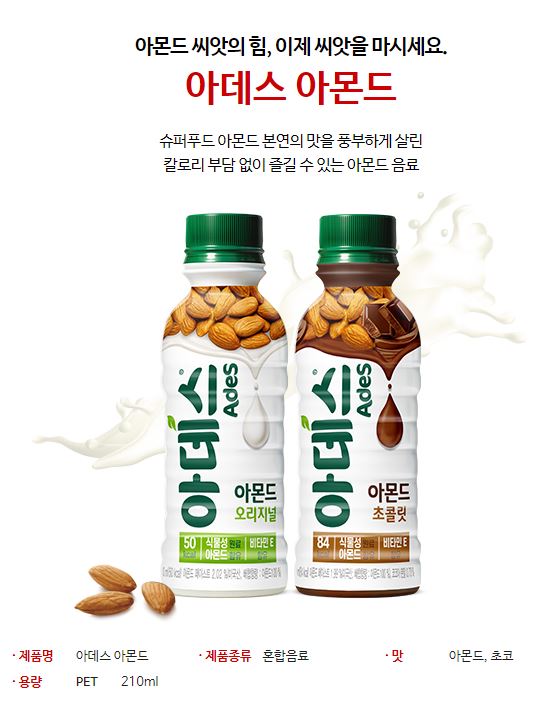 아몬드 씨앗의 힘, 이제 씨앗을 마시세요.
아데스 아몬드
슈퍼푸드 아몬드 본연의 맛을 풍부하게 살린
칼로리 부담 없이 즐길 수 있는 아몬드 음료
아데스
Ades
아몬드
오리지널
50
식물성 원료
아몬드
비타민 E
아데스
Ades
아몬드
초콜릿
84
식물성 원료
아몬드
비타민 E
· 제품명 아데스 아몬드 · 제품종류 혼합음료 · 맛 아몬드, 초코
· 용량 PET 210ml